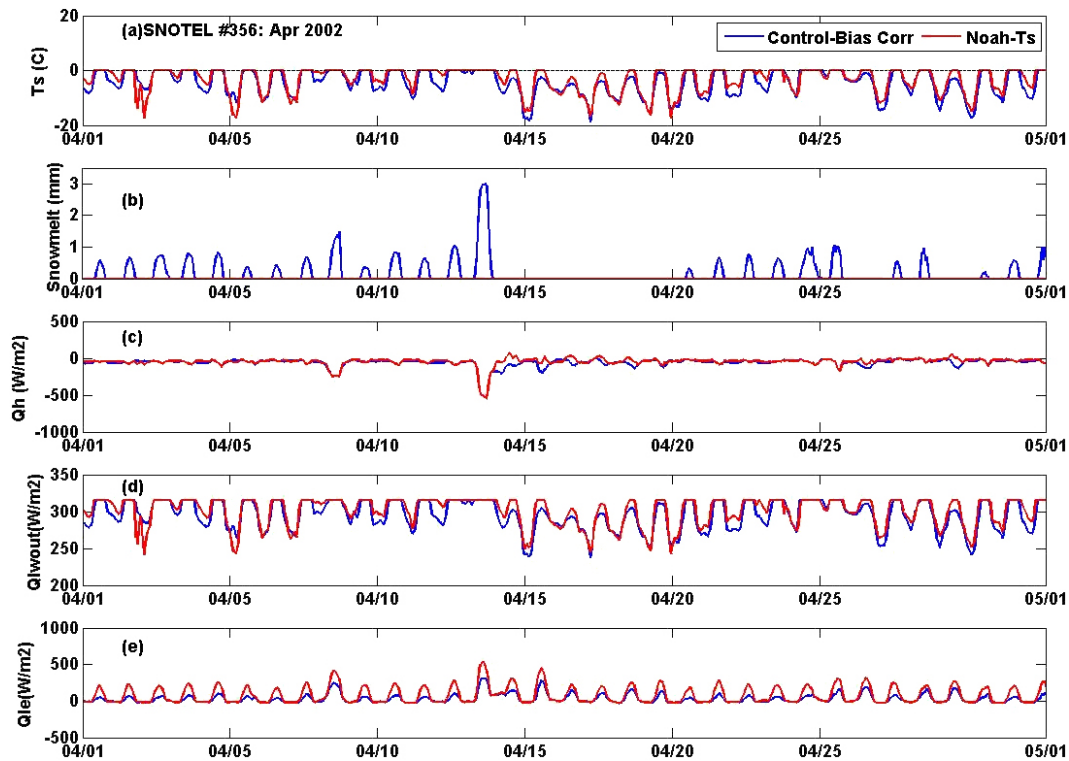 (a)SNOTEL #356: Apr 2002
Control-Bias Corr
Noah-Ts
Ts (C)
20
0
-20
04/01 04/05 04/10 04/15 04/20 04/25 05/01
(b)
Snowmelt (mm)
3
2
1
0
04/01 04/05 04/10 04/15 04/20 04/25 05/01
(c)
Qh (W/m2)
500
0
-500
-1000
04/01 04/05 04/10 04/15 04/20 04/25 05/01
(d)
Qlwout(W/m2)
350
300
250
200
04/01 04/05 04/10 04/15 04/20 04/25 05/01
(e)
Qle(W/m2)
1000
500
0
-500
04/01 04/05 04/10 04/15 04/20 04/25 05/01